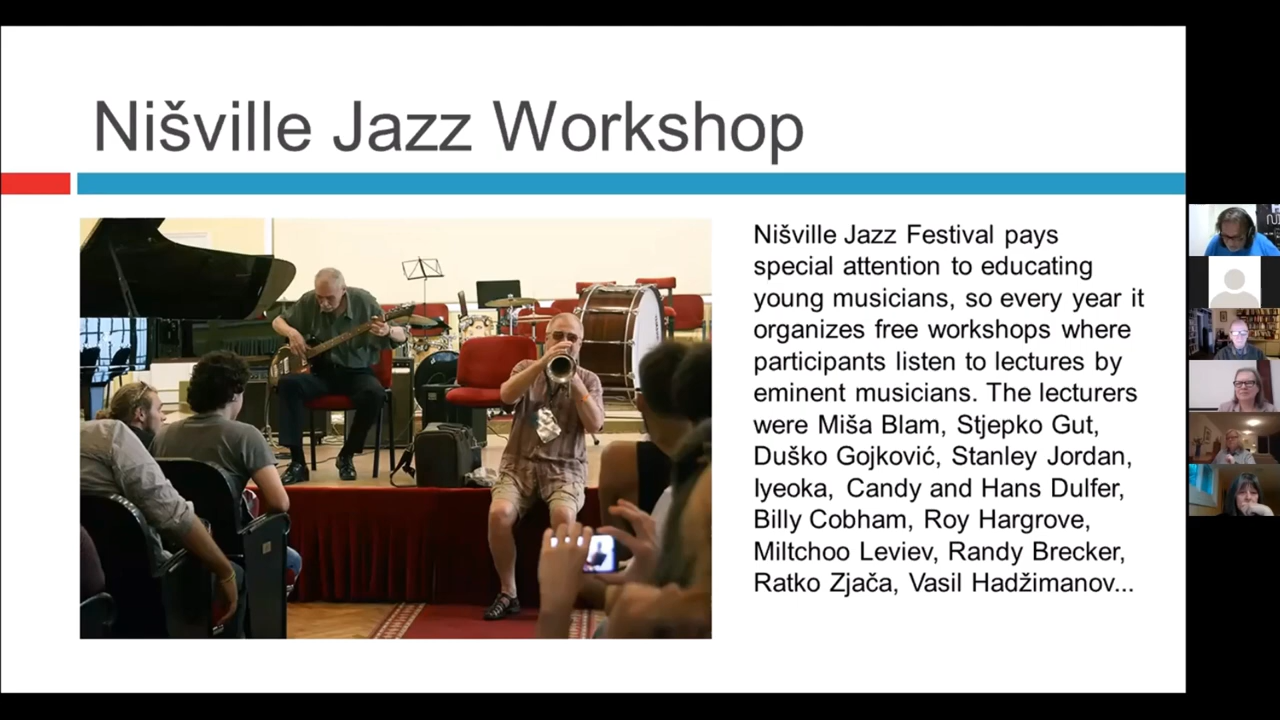 Nišville Jazz Workshop
Nišville Jazz Festival pays
special attention to educating
young musicians, so every year it
organizes free workshops where
participants listen to lectures by
eminent musicians. The lecturers
were Miša Blam, Stjepko Gut,
Duško Gojković, Stanley Jordan,
Iyeoka, Candy and Hans Dulfer,
Billy Cobham, Roy Hargrove,
Miltchoo Leviev, Randy Brecker,
Ratko Zjača, Vasil Hadžimanov...